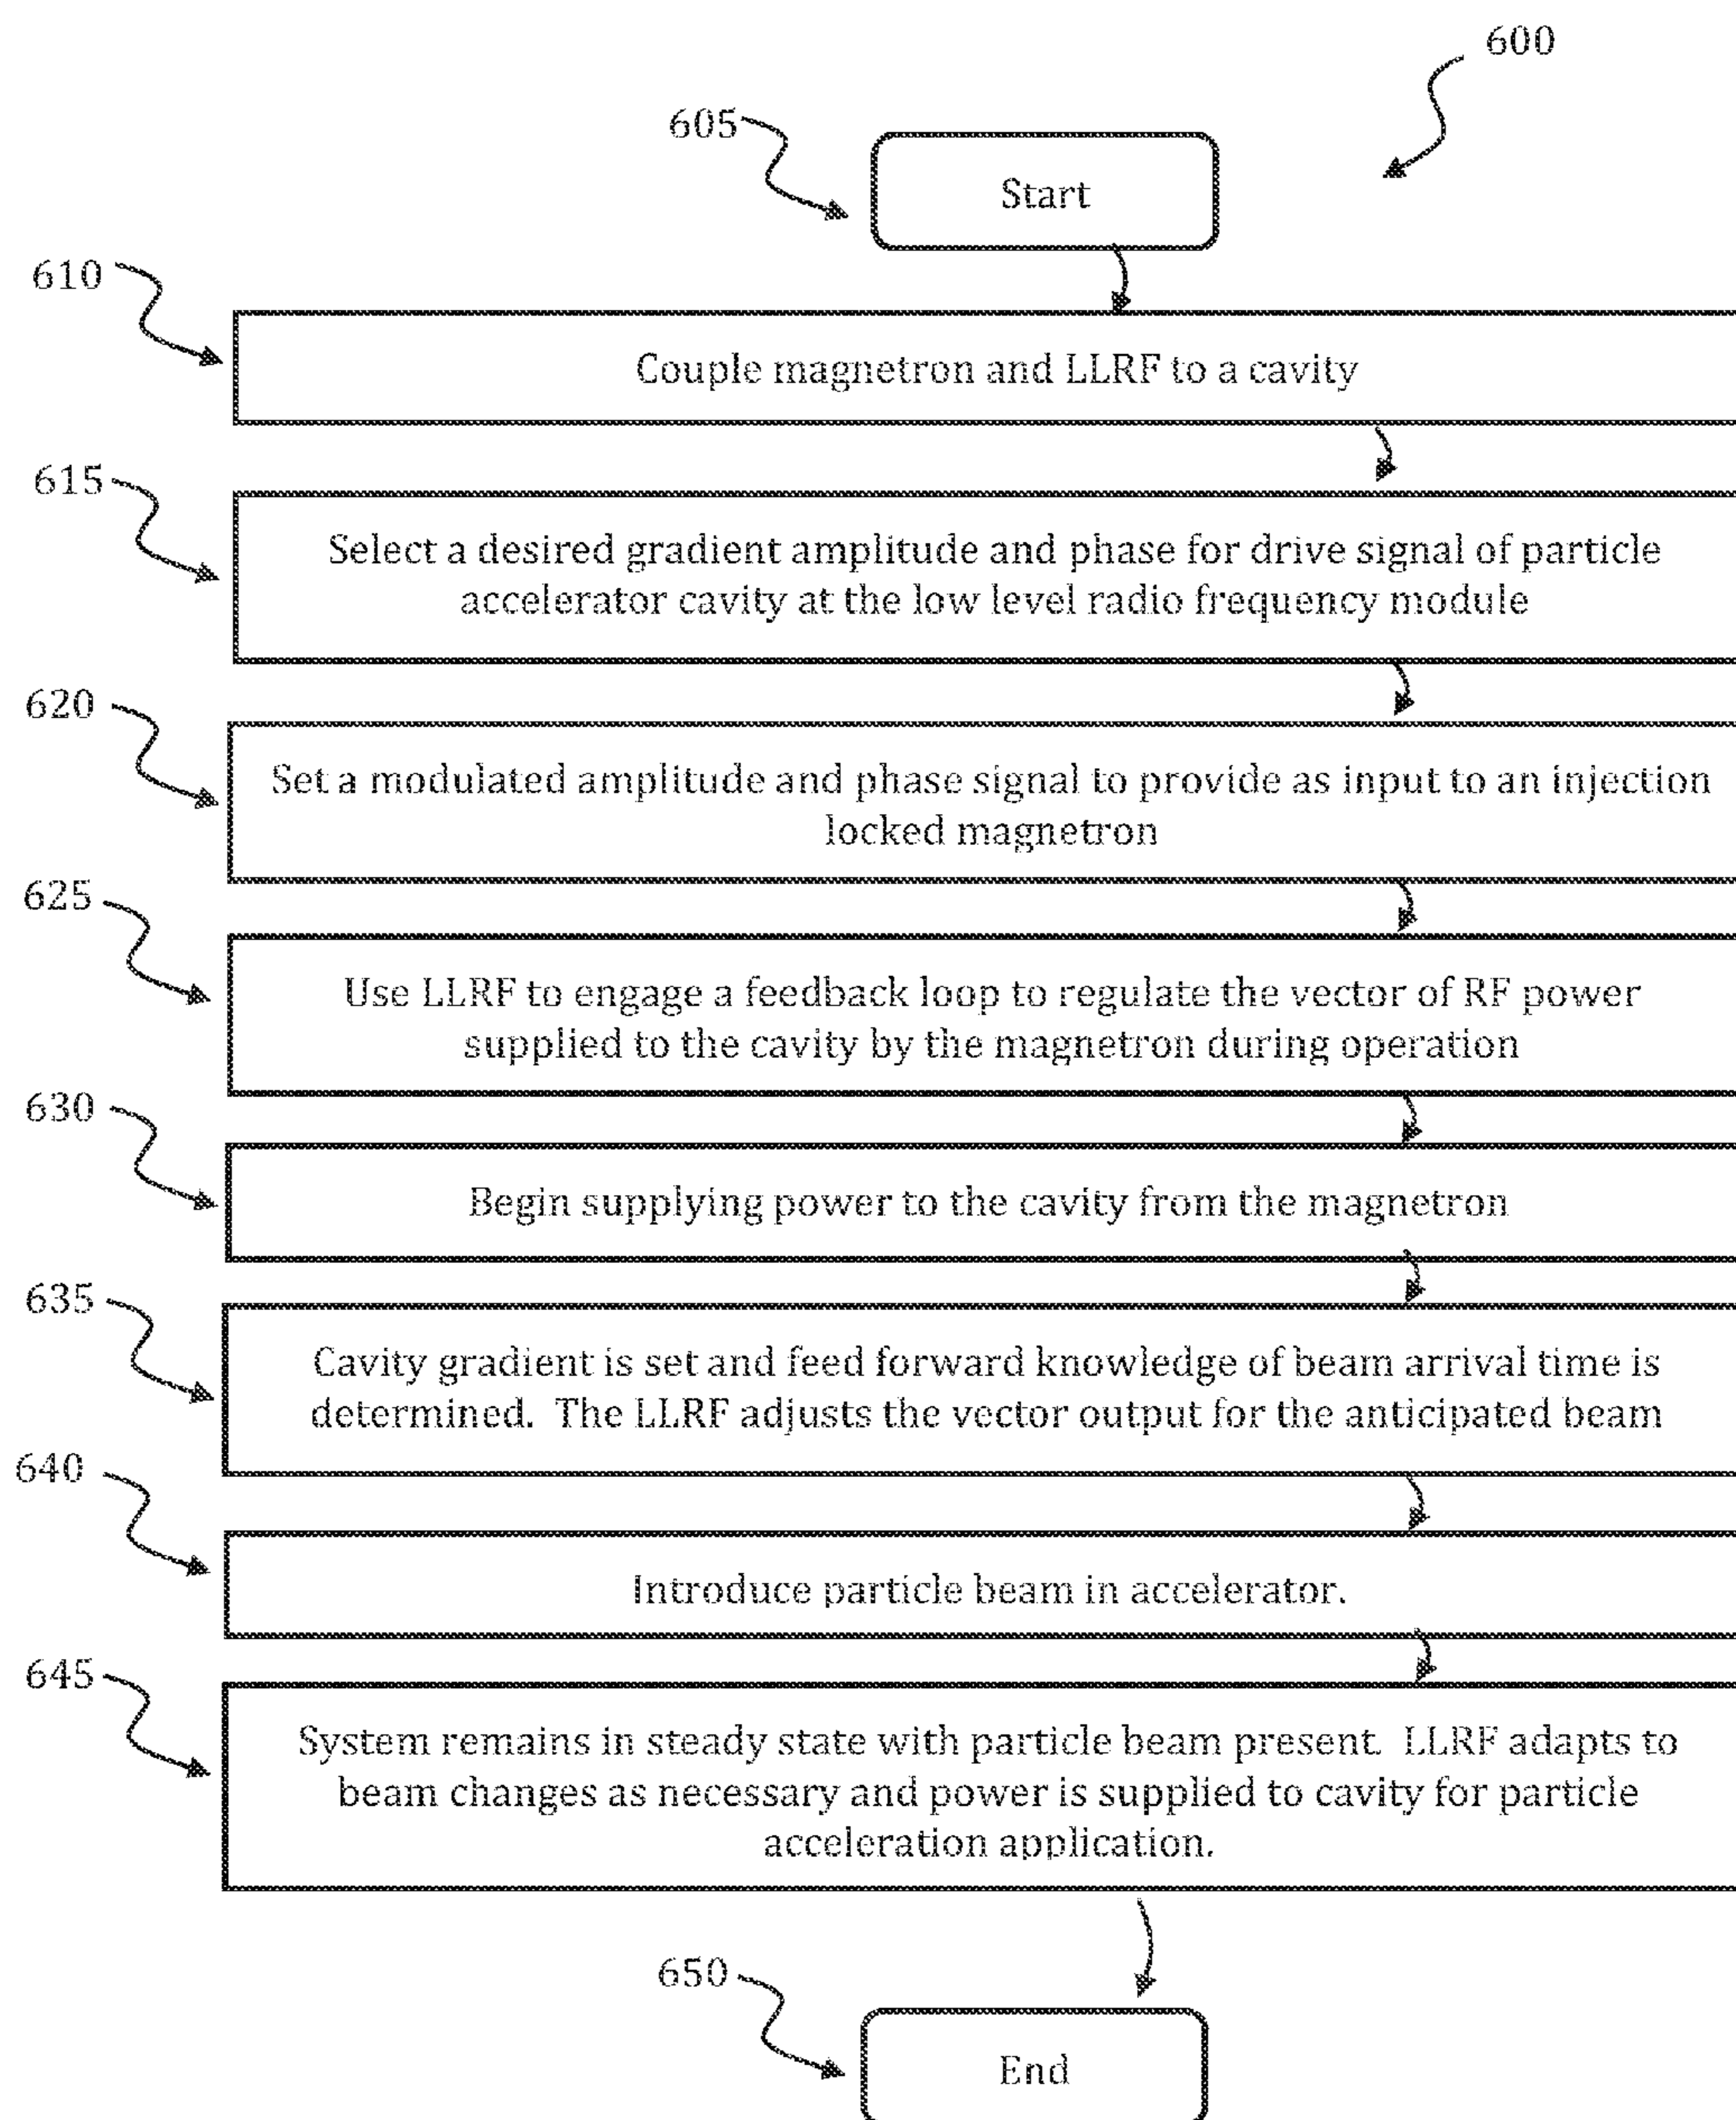 600
605
Start
610
Couple magnetron and LLRF to a cavity
615
Select a desired gradient amplitude and phase for drive signal of particle
accelerator cavity at the low level radio frequency module
620
Set a modulated amplitude and phase signal to provide as input to an injection
locked magnetron
625
Use LLRF to engage a feedback loop to regulate the vector of RF power
supplied to the cavity by the magnetron during operation
630
Begin supplying power to the cavity from the magnetron
635
Cavity gradient is set and feed forward knowledge of beam arrival time is
determined. The LLRF adjusts the vector output for the anticipated beam
640
Introduce particle beam in accelerator.
645
System remains in steady state with particle beam present. LLRF adapts to
beam changes as necessary and power is supplied to cavity for particle
acceleration application.
650
End